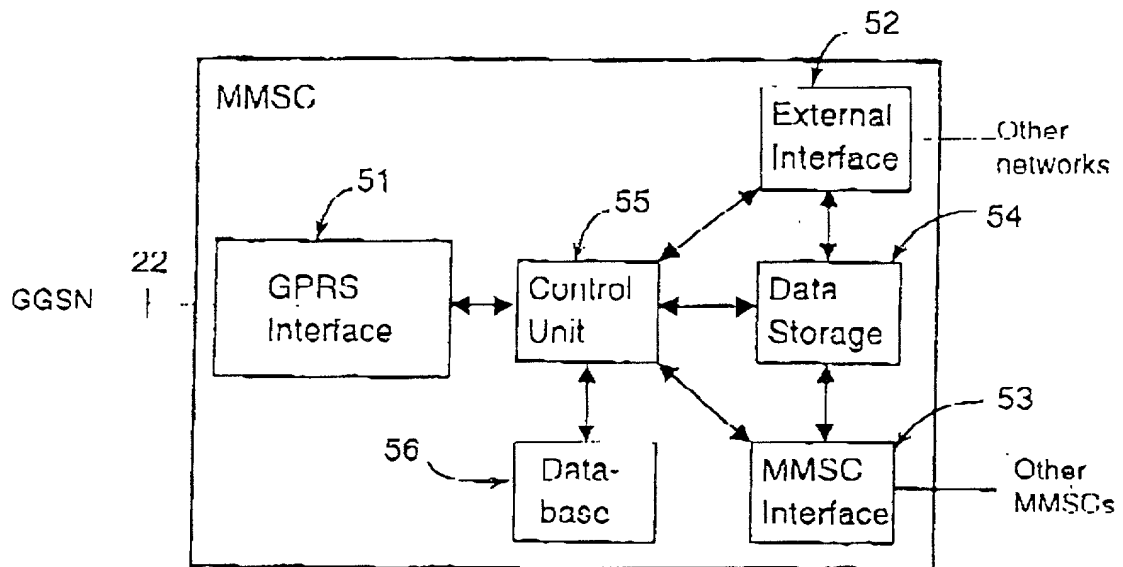 52
MMSC
External
Interface
Other
networks
51
55
54
22
GGSN
GPRS
Interface
Control
Unit
Data
Storage
53
56
Data-
base
MMSC
Interface
Other
MMSCs